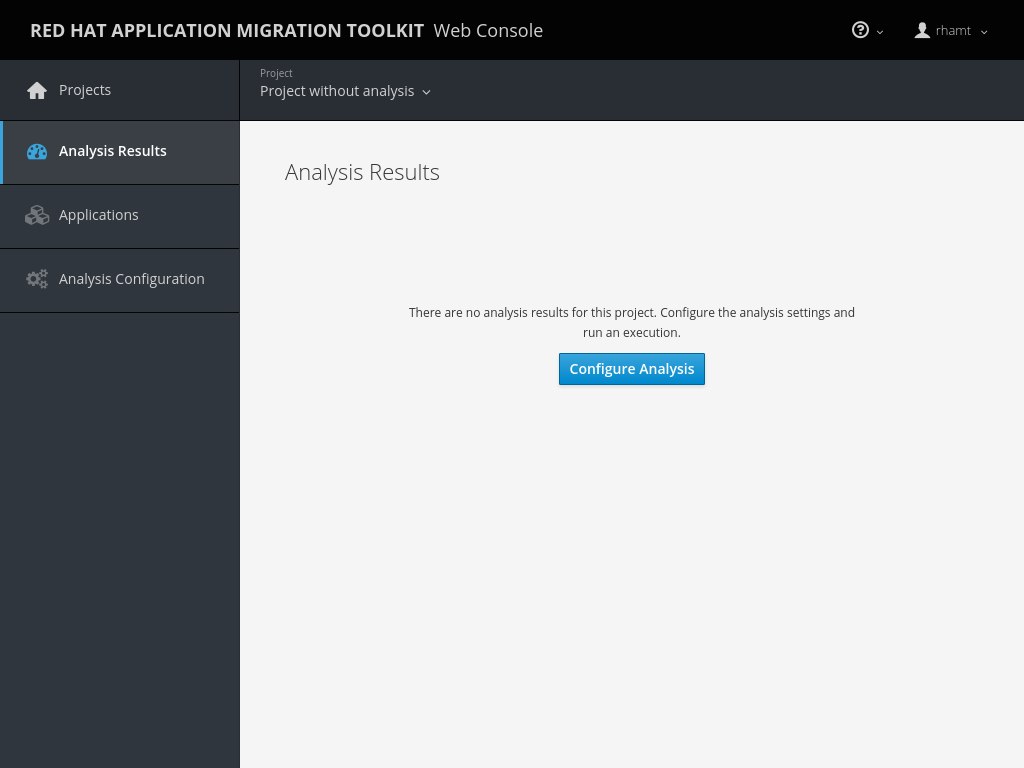 RED HAT APPLICATION MIGRATION TOOLKIT Web Console
rhamt
Projects
Project
Project without analysis
Analysis Results
Applications
Analysis Configuration
Analysis Results
There are no analysis results for this project. Configure the analysis settings and
run an execution.
Configure Analysis